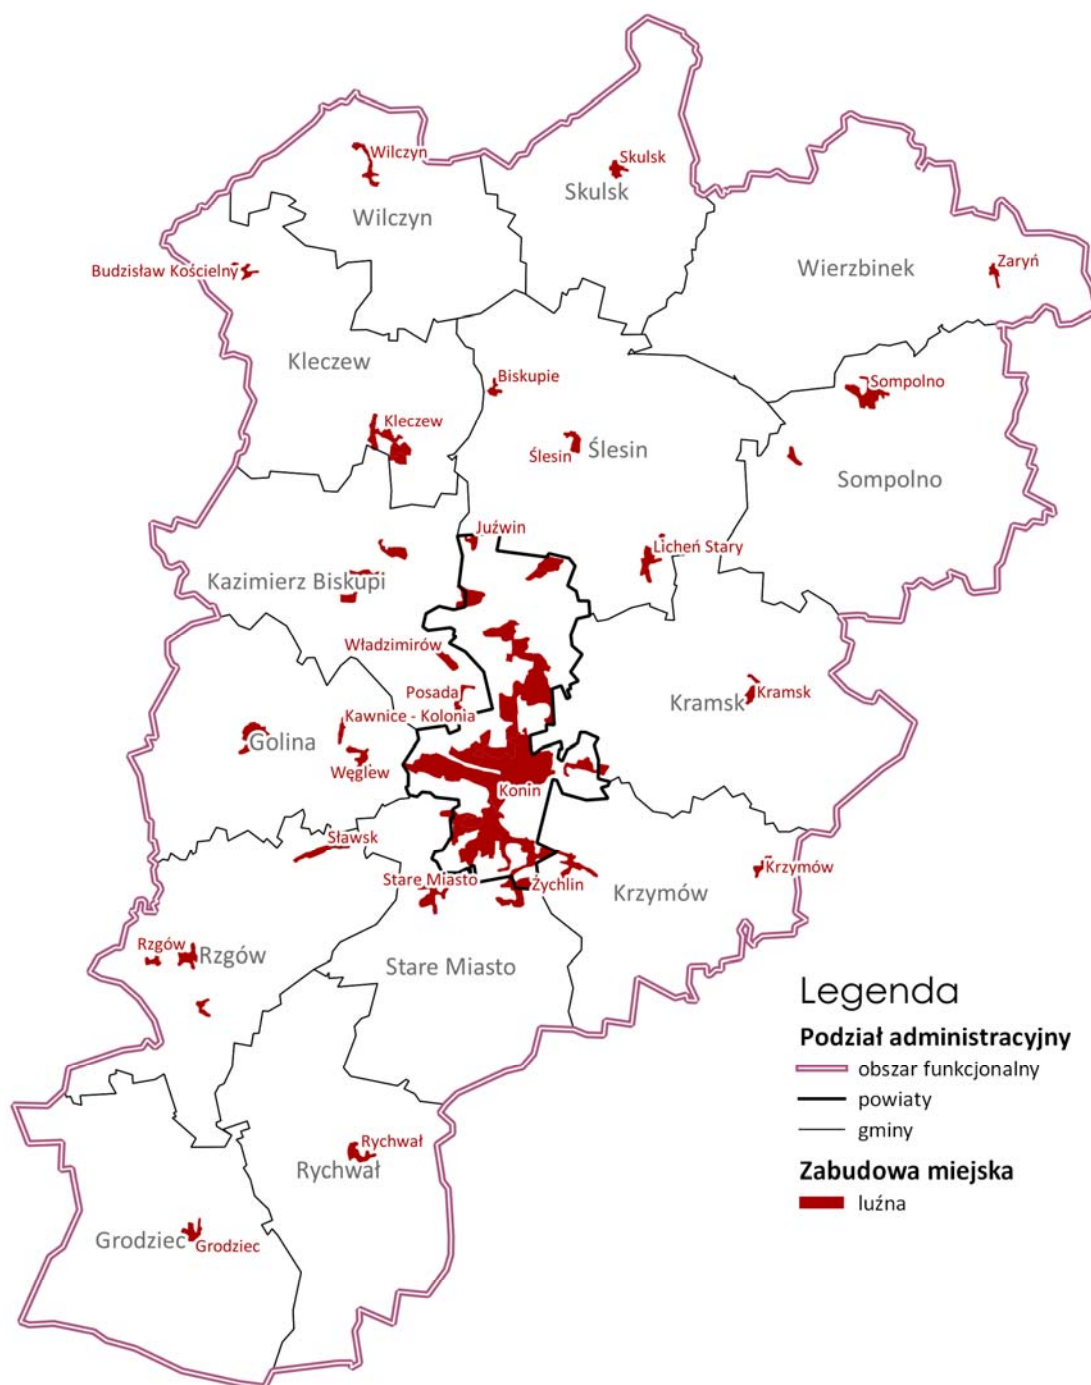 Wilczyn
Skulsk
Skulsk
Wilczyn
Budzisław Kościelny
Wierzbinek
Zaryń
Kleczew
Biskupie
Sompolno
Kleczew
Ślesin
Ślesin
Sompolno
Juźwin
Licheń Stary
Kazimierz Biskupi
Władzimirów
Posada
Kramsk
Kramsk
Kawnice - Kolonia
Golina
Węglew
Konin
Sławsk
Krzymów
Stare Miasto
Żychlin
Krzymów
Rzgów
Rzgów
Stare Miasto
Legenda
Podział administracyjny
obszar funkcjonalny
powiaty
gminy
Rychwał
Rychwał
Zabudowa miejska
luźna
Grodziec
Grodziec